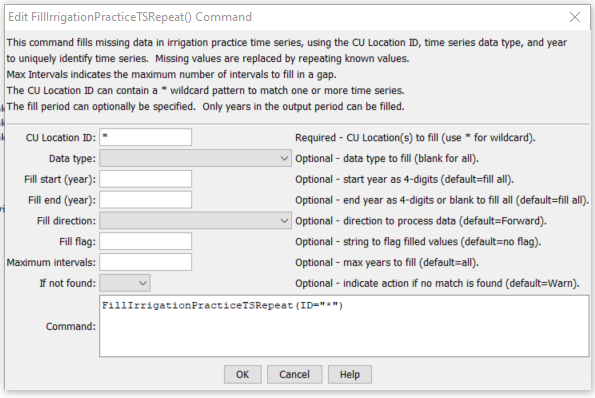 Edit FillIrrigationPracticeTSRepeat() Command
This command fills missing data in irrigation practice time series, using the CU Location ID, time series data type, and year
to uniquely identify time series.  Missing values are replaced by repeating known values.
Max Intervals indicates the maximum number of intervals to fill in a gap.
The CU Location ID can contain a * wildcard pattern to match one or more time series.
The fill period can optionally be specified.  Only years in the output period can be filled.
CU Location ID: * Required - CU Location(s) to fill (use * for wildcard).
Data type: Optional - data type to fill (blank for all).
Fill start (year): Optional - start year as 4-digits (default=fill all).
Fill end (year): Optional - end year as 4-digits or blank to fill all (default=fill all).
Fill direction: Optional - direction to process data (default=Forward).
Fill flag: Optional - string to flag filled values (default=no flag).
Maximum intervals: Optional - max years to fill (default=all).
If not found: Optional - indicate action if no match is found (default=Warn).
FillIrrigationPracticeTSRepeat(ID="*")
Command:
OK Cancel Help